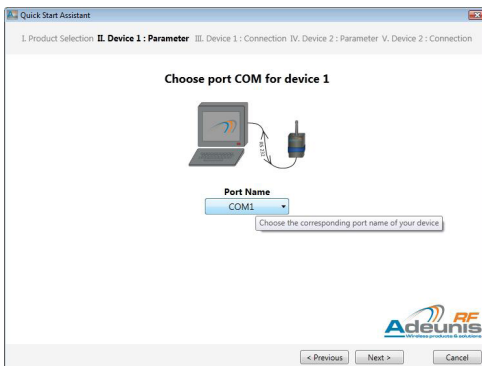 Quick Start Assistant
I. Product Selection II. Device 1 : Parameter III. Device 1 : Connection IV. Device 2 : Parameter V. Device 2 : Connection
Choose port COM for device 1
RS 232
Port Name
COM1
Choose the corresponding port name of your device
Adeunis RF
Wireless products & solutions
< Previous Next > Cancel